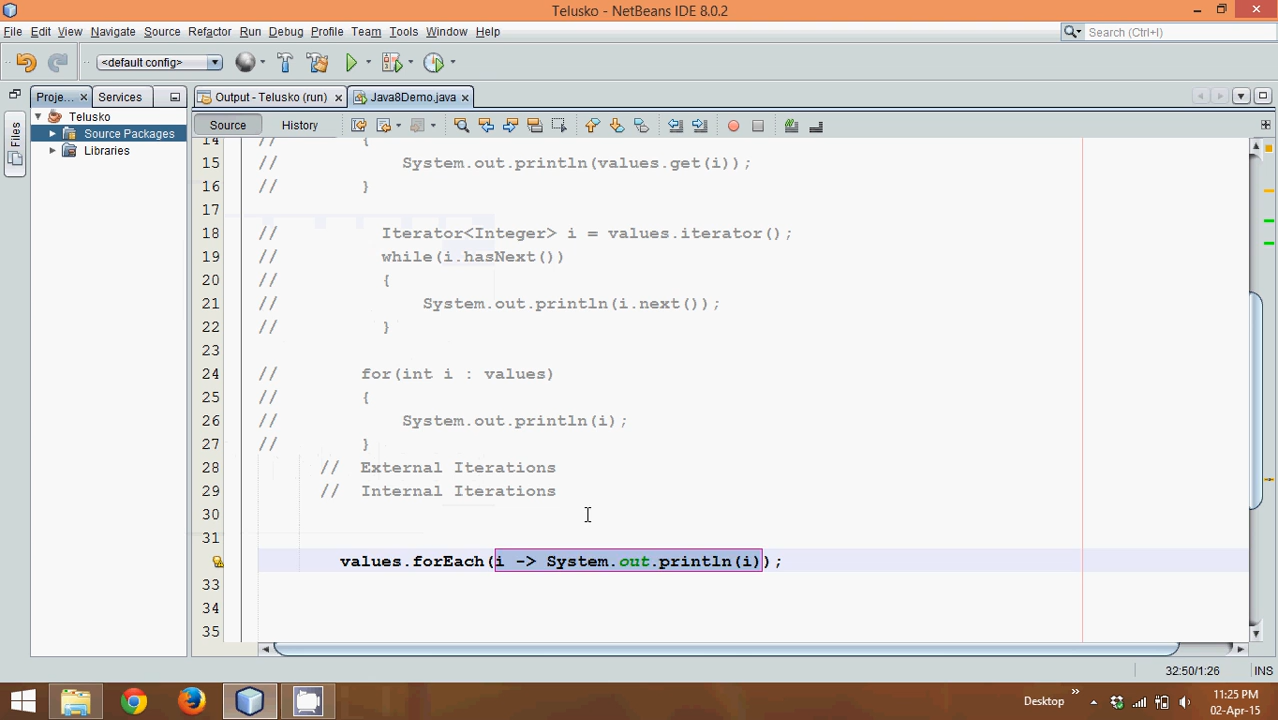 Telusko - NetBeans IDE 8.0.2
File Edit View Navigate Source Refactor Run Debug Profile Team Tools Window Help
Search (Ctrl+I)
<default config>
Proje... Services
Output - Telusko (run) Java8Demo.java
Files
Telusko
Source Packages
Libraries
Source History
14 // {
15 // System.out.println(values.get(i));
16 // }
17
18 // Iterator<Integer> i = values.iterator();
19 // while(i.hasNext())
20 // {
21 // System.out.println(i.next());
22 // }
23
24 // for(int i : values)
25 // {
26 // System.out.println(i);
27 // }
28 // External Iterations
29 // Internal Iterations
30
31
values.forEach(i -> System.out.println(i));
33
34
35
32:50/1:26 INS
Desktop
11:25 PM
02-Apr-15